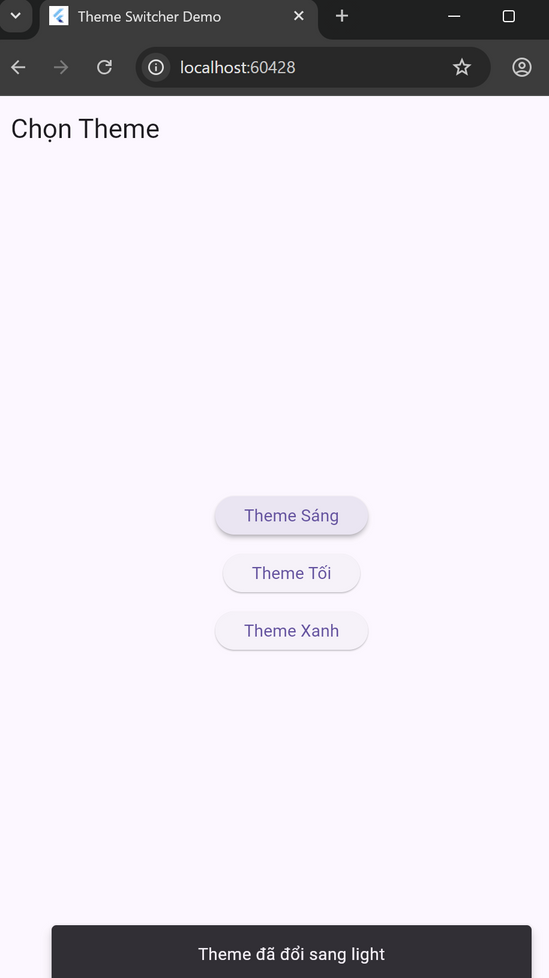 Theme Switcher Demo
localhost:60428
Chọn Theme
Theme Sáng
Theme Tối
Theme Xanh
Theme đã đổi sang light